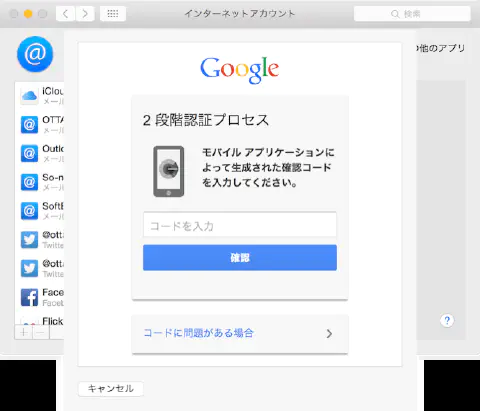 インターネットアカウント
検索
の他のアプリ
Google
iClou
メール
2 段階認証プロセス
OTTA
メール
モバイル アプリケーションに
よって生成された確認コード
を入力してください。
Outlo
メール
So-n
メール
コードを入力
SoftB
メール
確認
@ott
Twitte
@ott
Twitte
Face
Faceb
Flick
コードに問題がある場合
?
キャンセル